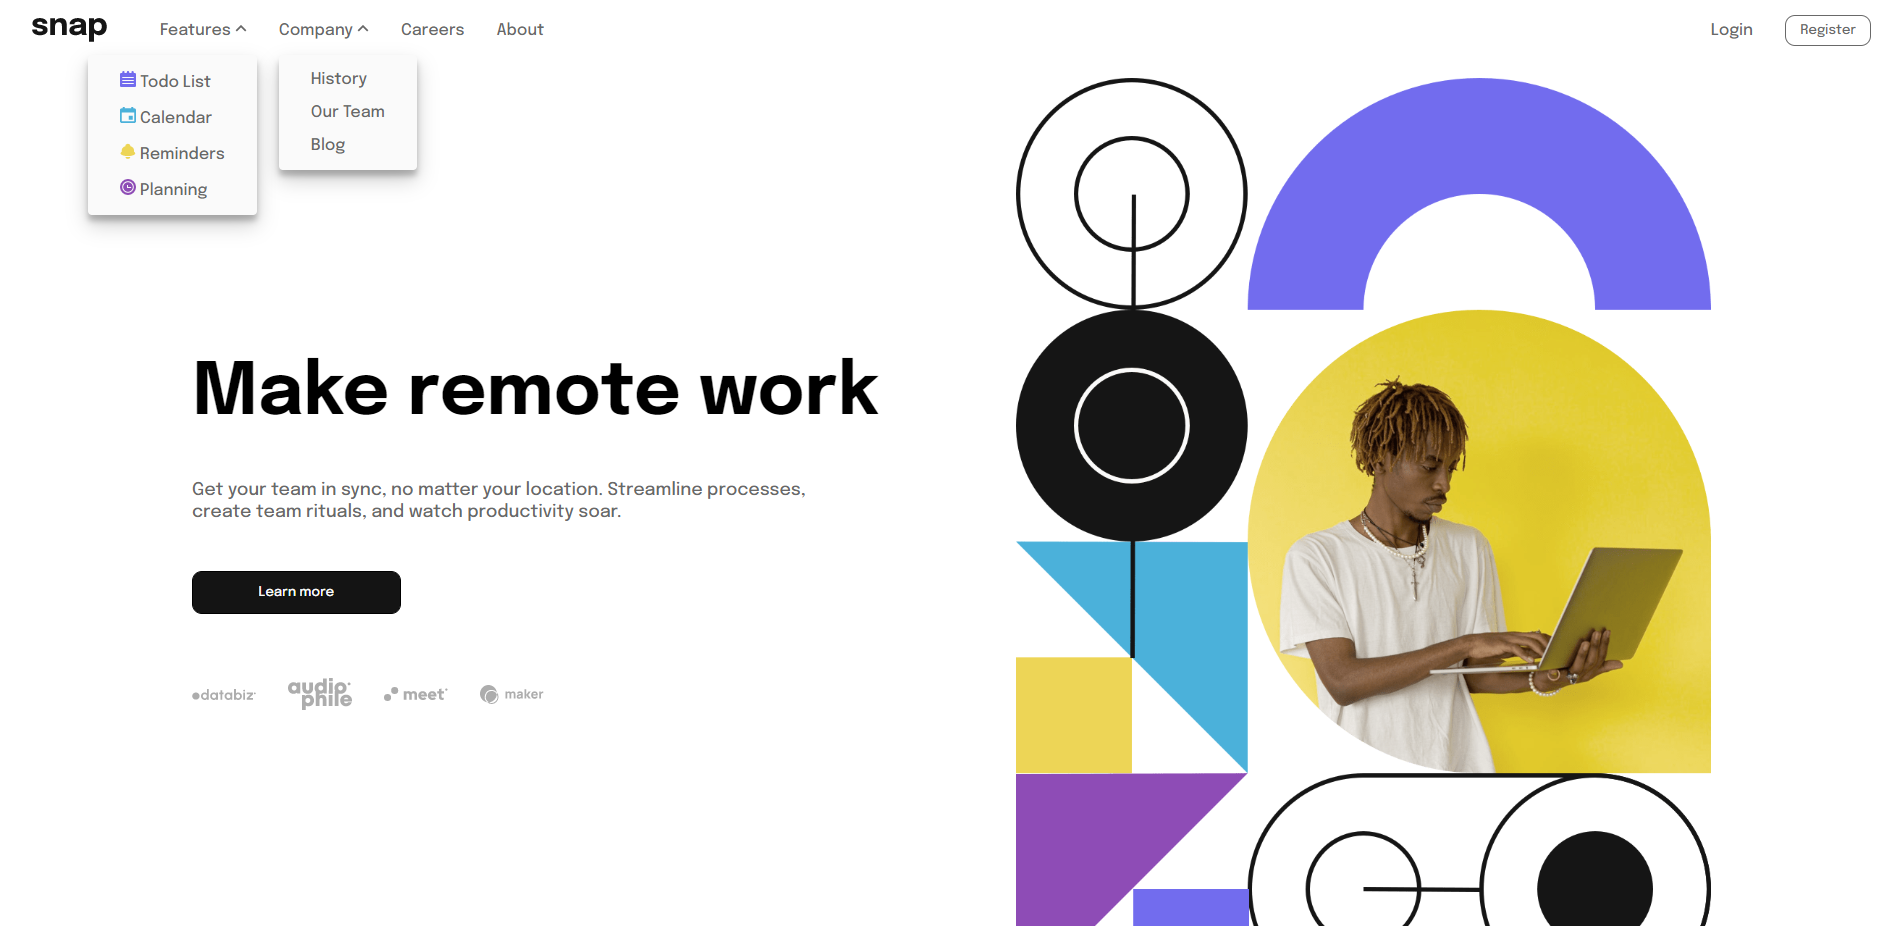 snap
Features
Company
Careers
About
Login
Register
Todo List
Calendar
Reminders
Planning
History
Our Team
Blog
Make remote work
Get your team in sync, no matter your location. Streamline processes,
create team rituals, and watch productivity soar.
Learn more
databiz
audiophile
meet
maker